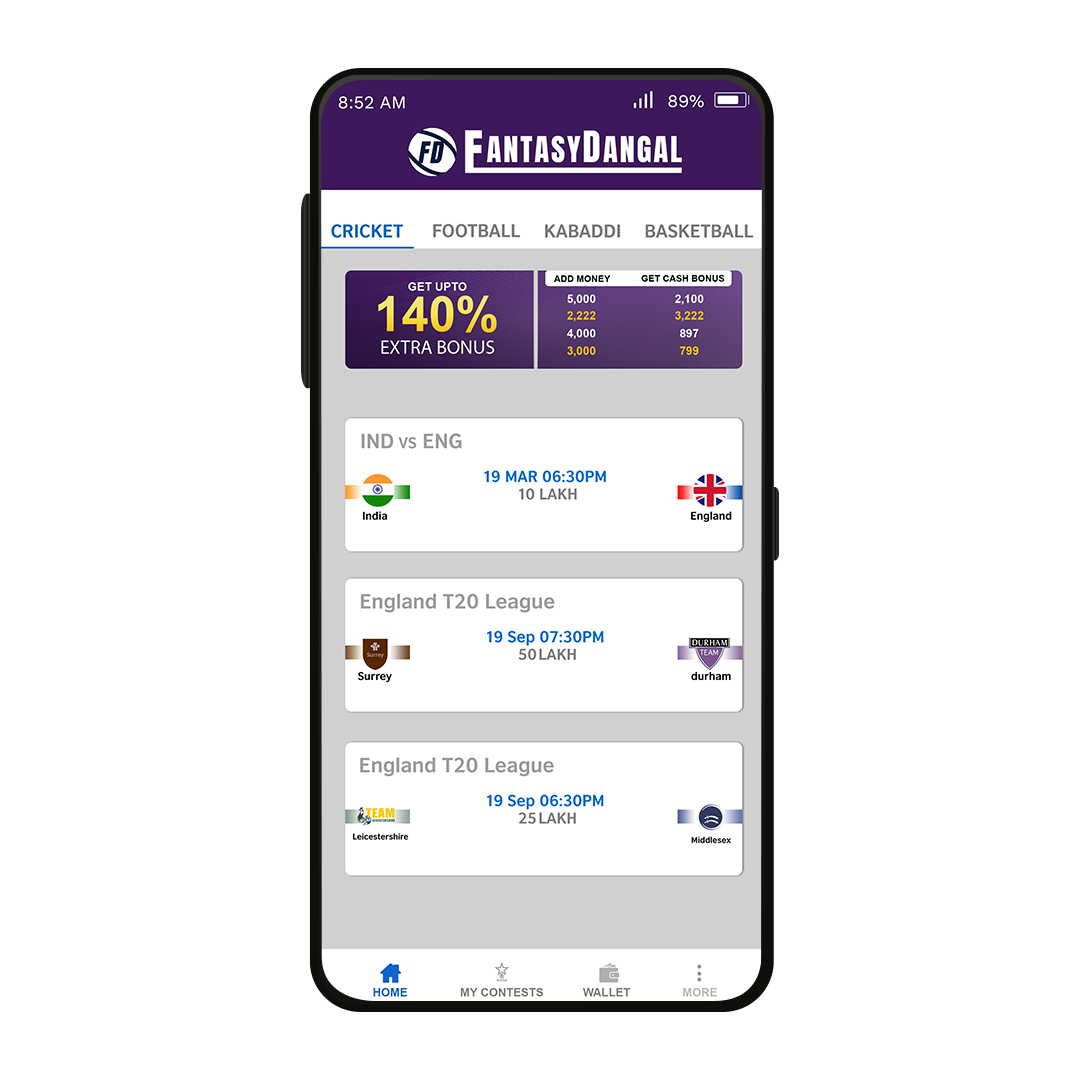 8:52 AM 89%
FD FANTASYDANGAL
CRICKET FOOTBALL KABADDI BASKETBALL
GET UPTO
140%
EXTRA BONUS
ADD MONEY GET CASH BONUS
5,000 2,100
2,222 3,222
4,000 897
3,000 799
IND vs ENG
19 MAR 06:30PM
10 LAKH
India England
England T20 League
19 Sep 07:30PM
50 LAKH
Surrey
DURHAM
TEAM
Surrey durham
England T20 League
19 Sep 06:30PM
25 LAKH
TEAM
Leicestershire Middlesex
HOME MY CONTESTS WALLET MORE